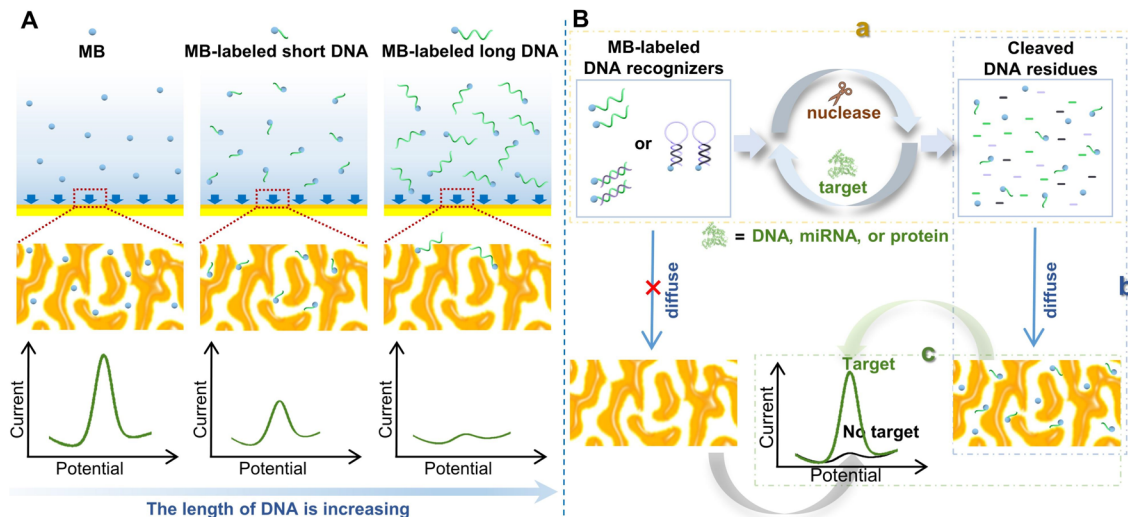 A
MB
MB-labeled short DNA
MB-labeled long DNA
Current
Potential
Current
Potential
Current
Potential
The length of DNA is increasing
B
a
MB-labeled
DNA recognizers
or
nuclease
target
Cleaved
DNA residues
= DNA, miRNA, or protein
diffuse
diffuse
b
c
Target
No target
Current
Potential